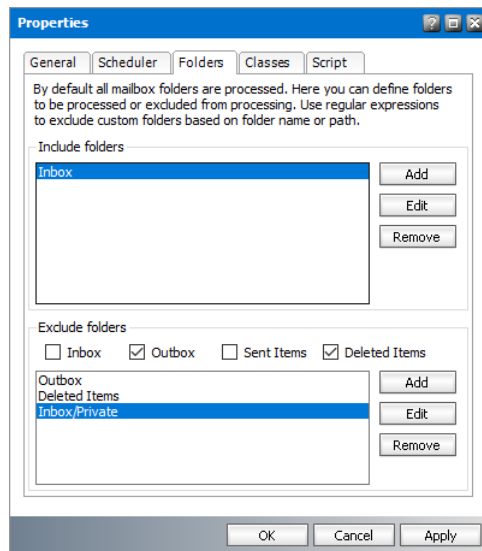 Properties
General Scheduler Folders Classes Script
By default all mailbox folders are processed. Here you can define folders
to be processed or excluded from processing. Use regular expressions
to exclude custom folders based on folder name or path.
Include folders
Inbox
Add
Edit
Remove
Exclude folders
Inbox Outbox Sent Items Deleted Items
Outbox
Deleted Items
Inbox/Private
Add
Edit
Remove
OK Cancel Apply